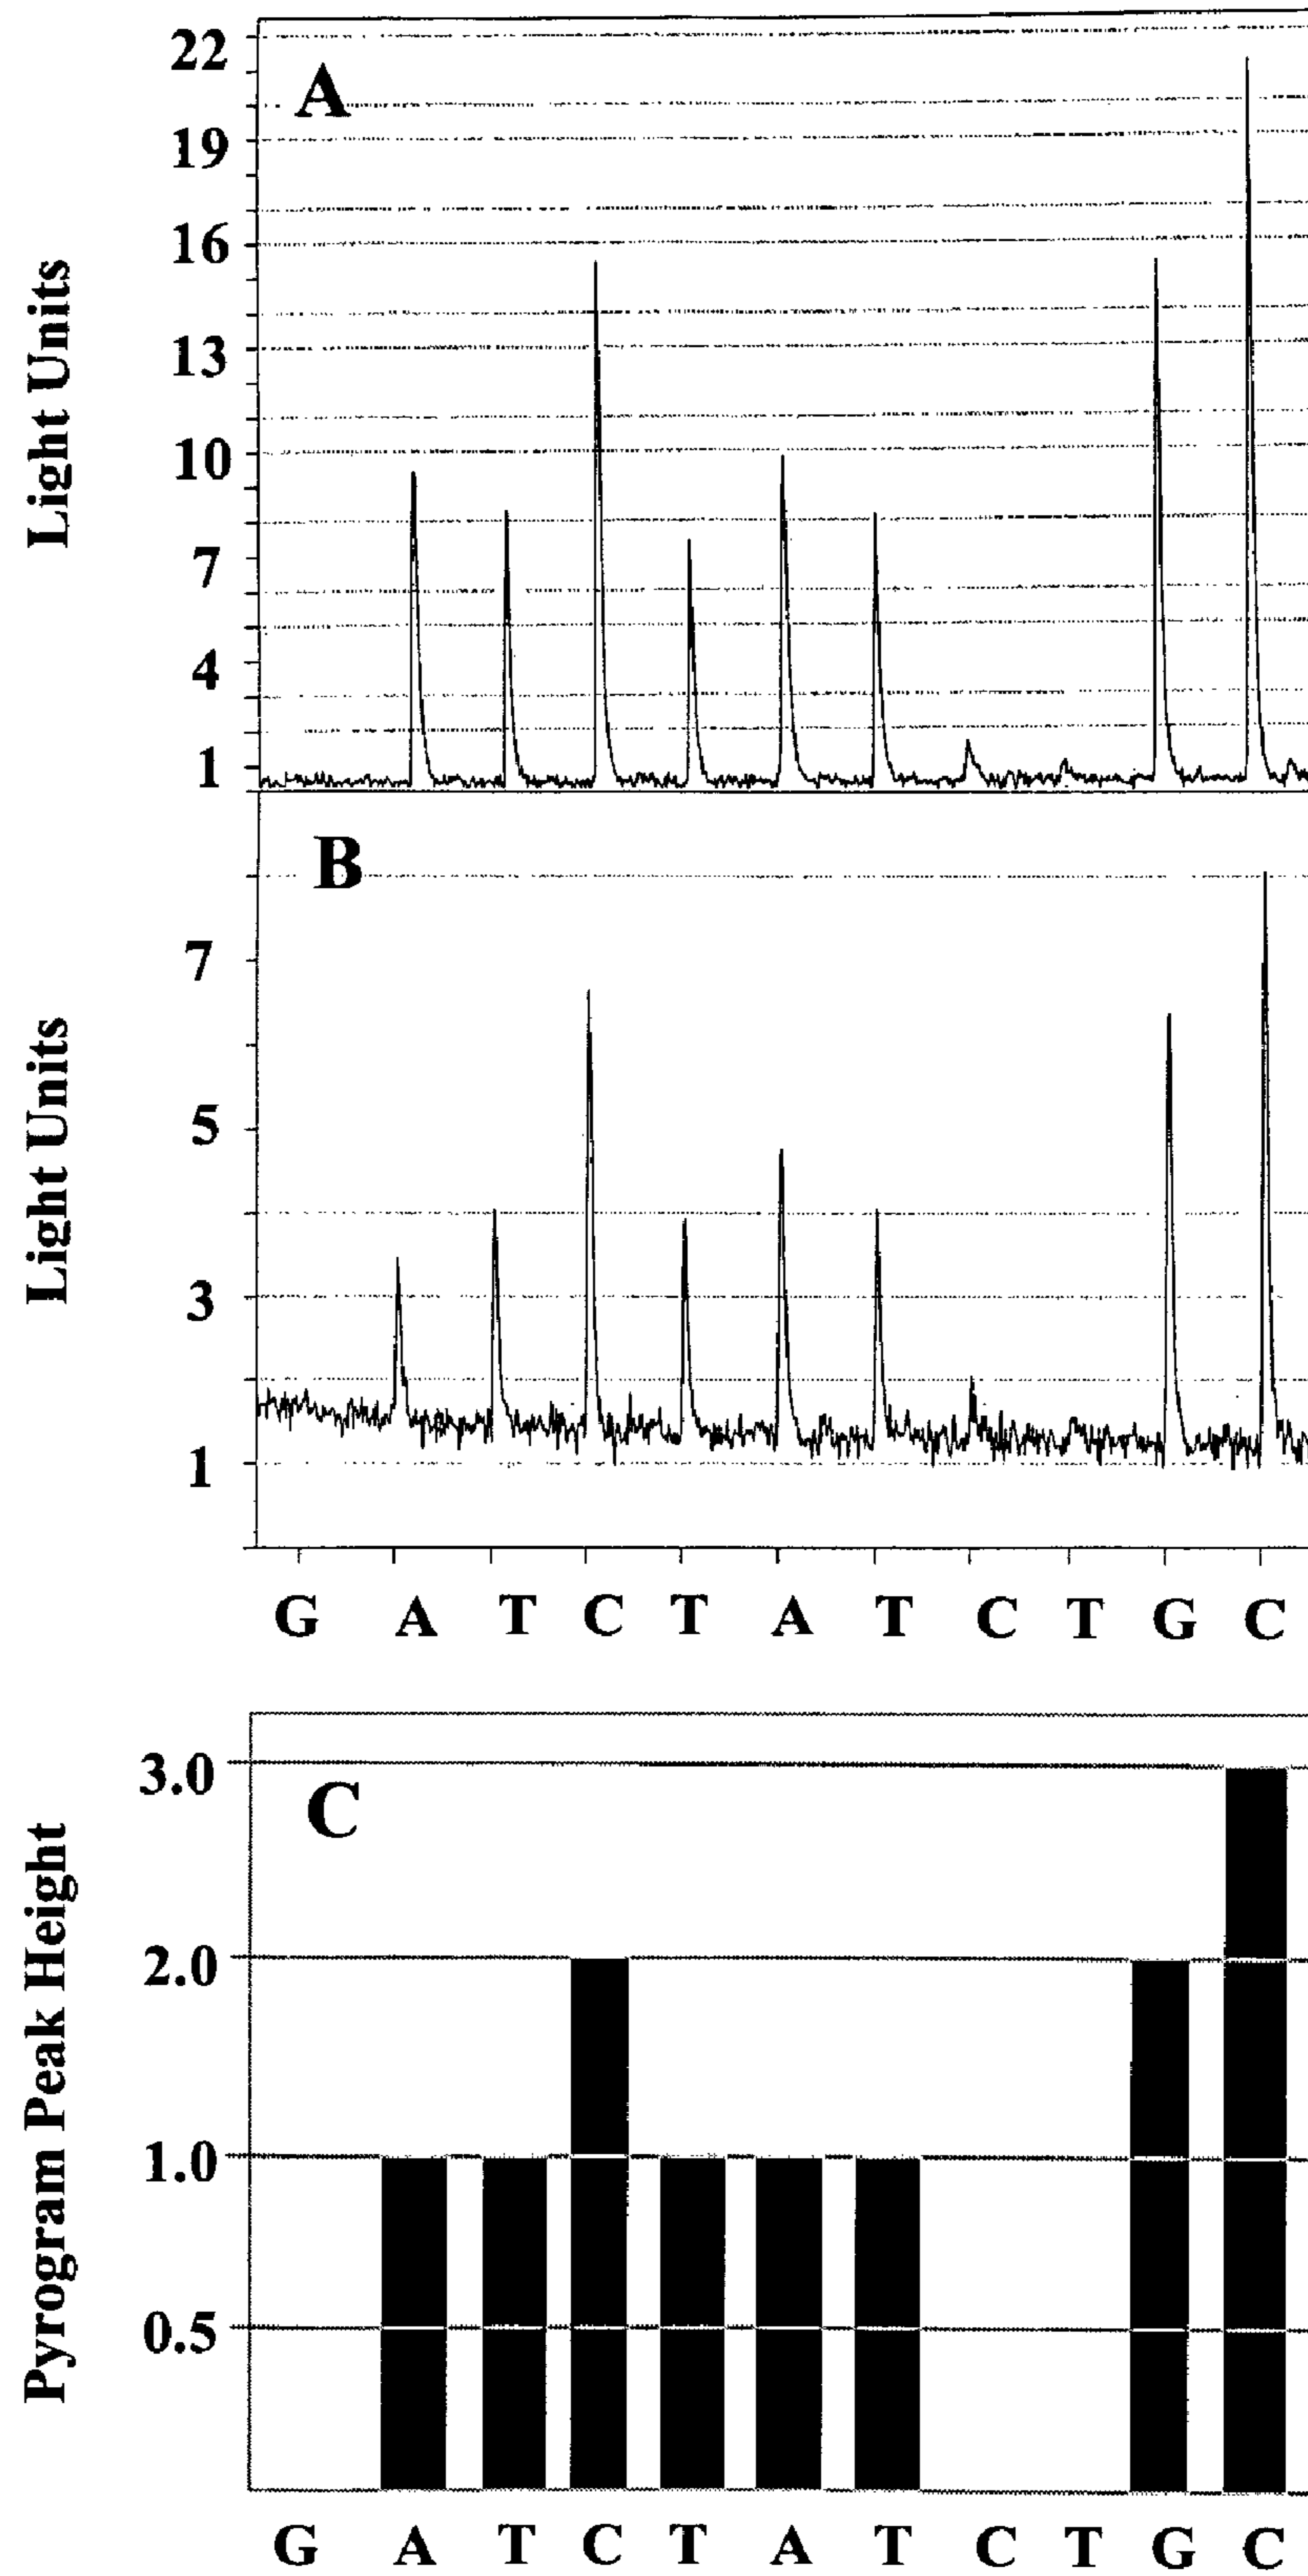 A
Light Units
22
19
16
13
10
7
4
1
B
Light Units
7
5
3
1
G A T C T A T C T G C
C
Pyrogram Peak Height
3.0
2.0
1.0
0.5
G A T C T A T C T G C